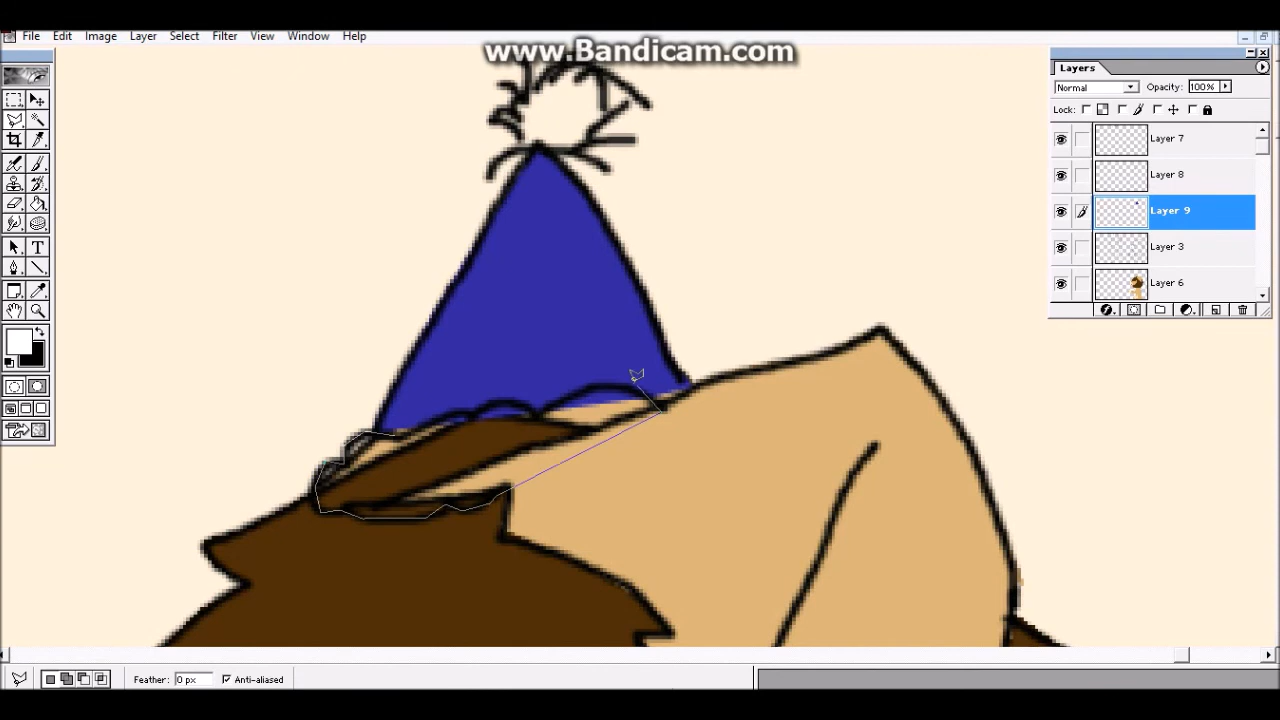 File Edit Image Layer Select Filter View Window Help
www.Bandicam.com
Layers
Normal Opacity: 100%
Lock:
Layer 7
Layer 8
Layer 9
Layer 3
Layer 6
T
Feather: 0 px Anti-aliased